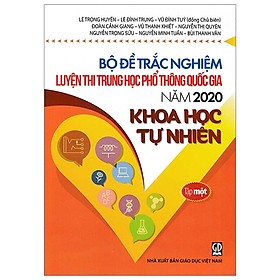 LÊ TRỌNG HUYỀN - LÊ ĐÌNH TRUNG - VŨ ĐÌNH TUÝ (đồng Chủ biên)
ĐOÀN CẢNH GIANG - VŨ THANH KHIẾT - NGUYỄN THỊ QUYÊN
NGUYỄN TRỌNG SỬU - NGUYỄN MINH TUẤN - BÙI THANH VÂN
BỘ ĐỀ TRẮC NGHIỆM
LUYỆN THI TRUNG HỌC PHỔ THÔNG QUỐC GIA
NĂM 2020
KHOA HỌC
TỰ NHIÊN
Tập một
NHÀ XUẤT BẢN GIÁO DỤC VIỆT NAM